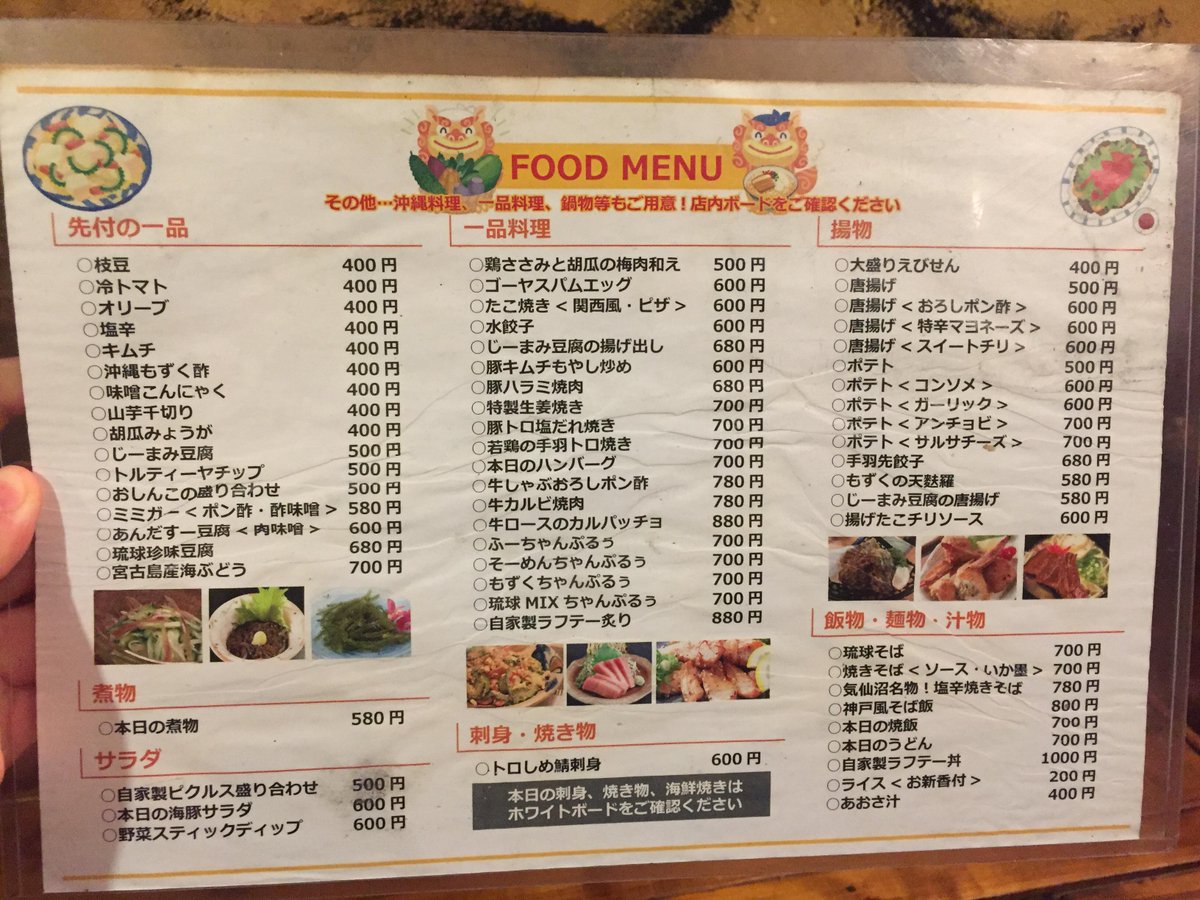 FOOD MENU
その他…沖縄料理、一品料理、鍋物等もご用意！店内ボードをご確認ください
先付の一品
○枝豆 400円
○冷トマト 400円
○オリーブ 400円
○塩辛 400円
○キムチ 400円
○沖縄もずく酢 400円
○味噌こんにゃく 400円
○山芋千切り 400円
○胡瓜みょうが 400円
○じーまみ豆腐 500円
○トルティーヤチップ 500円
○おしんこの盛り合わせ 500円
○ミミガー＜ポン酢・酢味噌＞ 580円
○あんだすー豆腐＜肉味噌＞ 600円
○琉球珍味豆腐 680円
○宮古島産海ぶどう 700円
煮物
○本日の煮物 580円
サラダ
○自家製ピクルス盛り合わせ 500円
○本日の海豚サラダ 600円
○野菜スティックディップ 600円
一品料理
○鶏ささみと胡瓜の梅肉和え 500円
○ゴーヤスパムエッグ 600円
○たこ焼き＜関西風・ピザ＞ 600円
○水餃子 600円
○じーまみ豆腐の揚げ出し 680円
○豚キムチもやし炒め 600円
○豚ハラミ焼肉 680円
○特製生姜焼き 700円
○豚トロ塩だれ焼き 700円
○若鶏の手羽トロ焼き 700円
○本日のハンバーグ 700円
○牛しゃぶおろしポン酢 780円
○牛カルビ焼肉 780円
○牛ロースのカルパッチョ 880円
○ふーちゃんぷるぅ 700円
○そーめんちゃんぷるぅ 700円
○もずくちゃんぷるぅ 700円
○琉球MIXちゃんぷるぅ 700円
○自家製ラフテー炙り 880円
刺身・焼き物
○トロしめ鯖刺身 600円
本日の刺身、焼き物、海鮮焼きは
ホワイトボードをご確認ください
揚物
○大盛りえびせん 400円
○唐揚げ 500円
○唐揚げ＜おろしポン酢＞ 600円
○唐揚げ＜特辛マヨネーズ＞ 600円
○唐揚げ＜スイートチリ＞ 600円
○ポテト 500円
○ポテト＜コンソメ＞ 600円
○ポテト＜ガーリック＞ 600円
○ポテト＜アンチョビ＞ 700円
○ポテト＜サルサチーズ＞ 700円
○手羽先餃子 680円
○もずくの天麩羅 580円
○じーまみ豆腐の唐揚げ 580円
○揚げたこチリソース 600円
飯物・麺物・汁物
○琉球そば 700円
○焼きそば＜ソース・いか墨＞ 700円
○気仙沼名物！塩辛焼きそば 780円
○神戸風そば飯 800円
○本日の焼飯 700円
○本日のうどん 700円
○自家製ラフテー丼 1000円
○ライス＜お新香付＞ 200円
○あおさ汁 400円